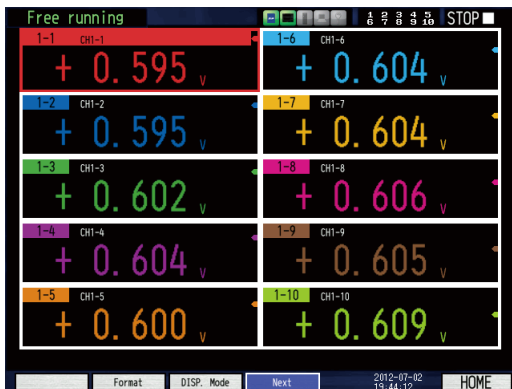 Free running
1 2 3 4 5
6 7 8 9 10
STOP
1-1 CH1-1
+ 0.595 V
1-2 CH1-2
+ 0.595 V
1-3 CH1-3
+ 0.602 V
1-4 CH1-4
+ 0.604 V
1-5 CH1-5
+ 0.600 V
1-6 CH1-6
+ 0.604 V
1-7 CH1-7
+ 0.604 V
1-8 CH1-8
+ 0.606 V
1-9 CH1-9
+ 0.605 V
1-10 CH1-10
+ 0.609 V
Format
DISP. Mode
Next
2012-07-02
19:44:12
HOME